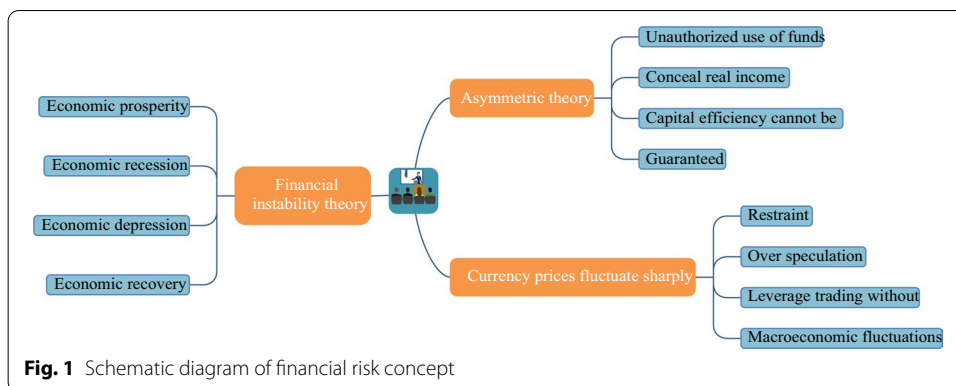 Economic prosperity
Economic recession
Economic depression
Economic recovery
Financial
instability theory
Asymmetric theory
Unauthorized use of funds
Conceal real income
Capital efficiency cannot be
Guaranteed
Currency prices fluctuate sharply
Restraint
Over speculation
Leverage trading without
Macroeconomic fluctuations
Fig. 1 Schematic diagram of financial risk concept